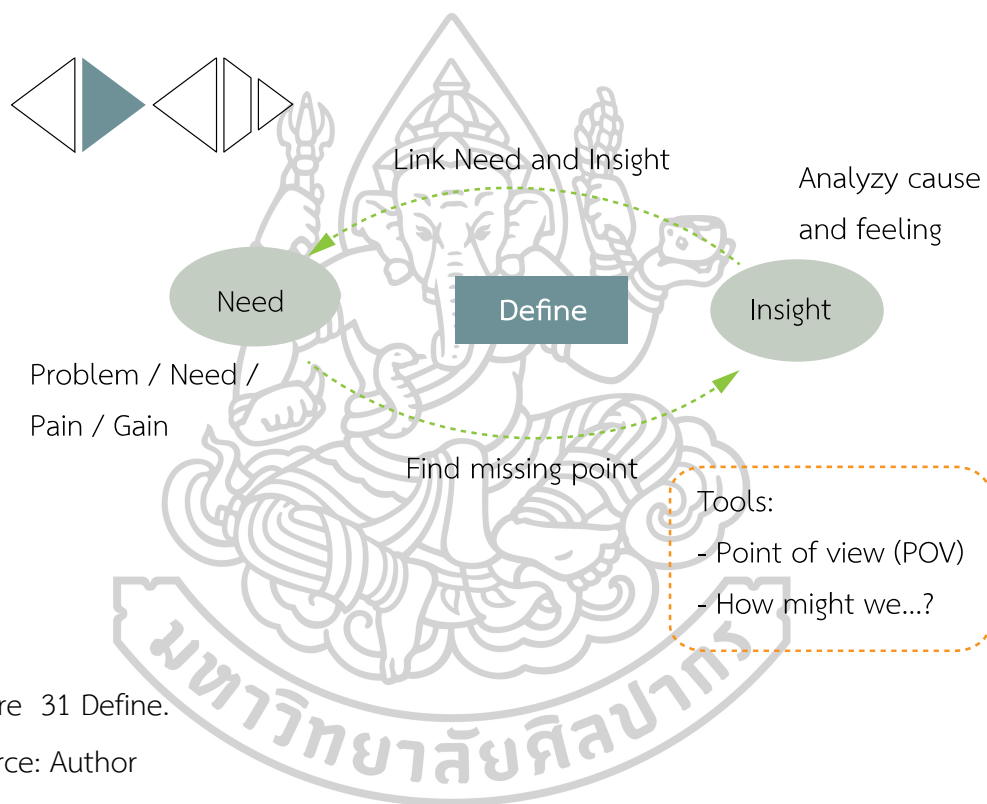 Link Need and Insight
Analyzy cause
and feeling
Need
Define
Insight
Problem / Need /
Pain / Gain
Find missing point
Tools:
- Point of view (POV)
- How might we...?
มหาวิทยาลัยศิลปากร
re 31 Define.
rce: Author